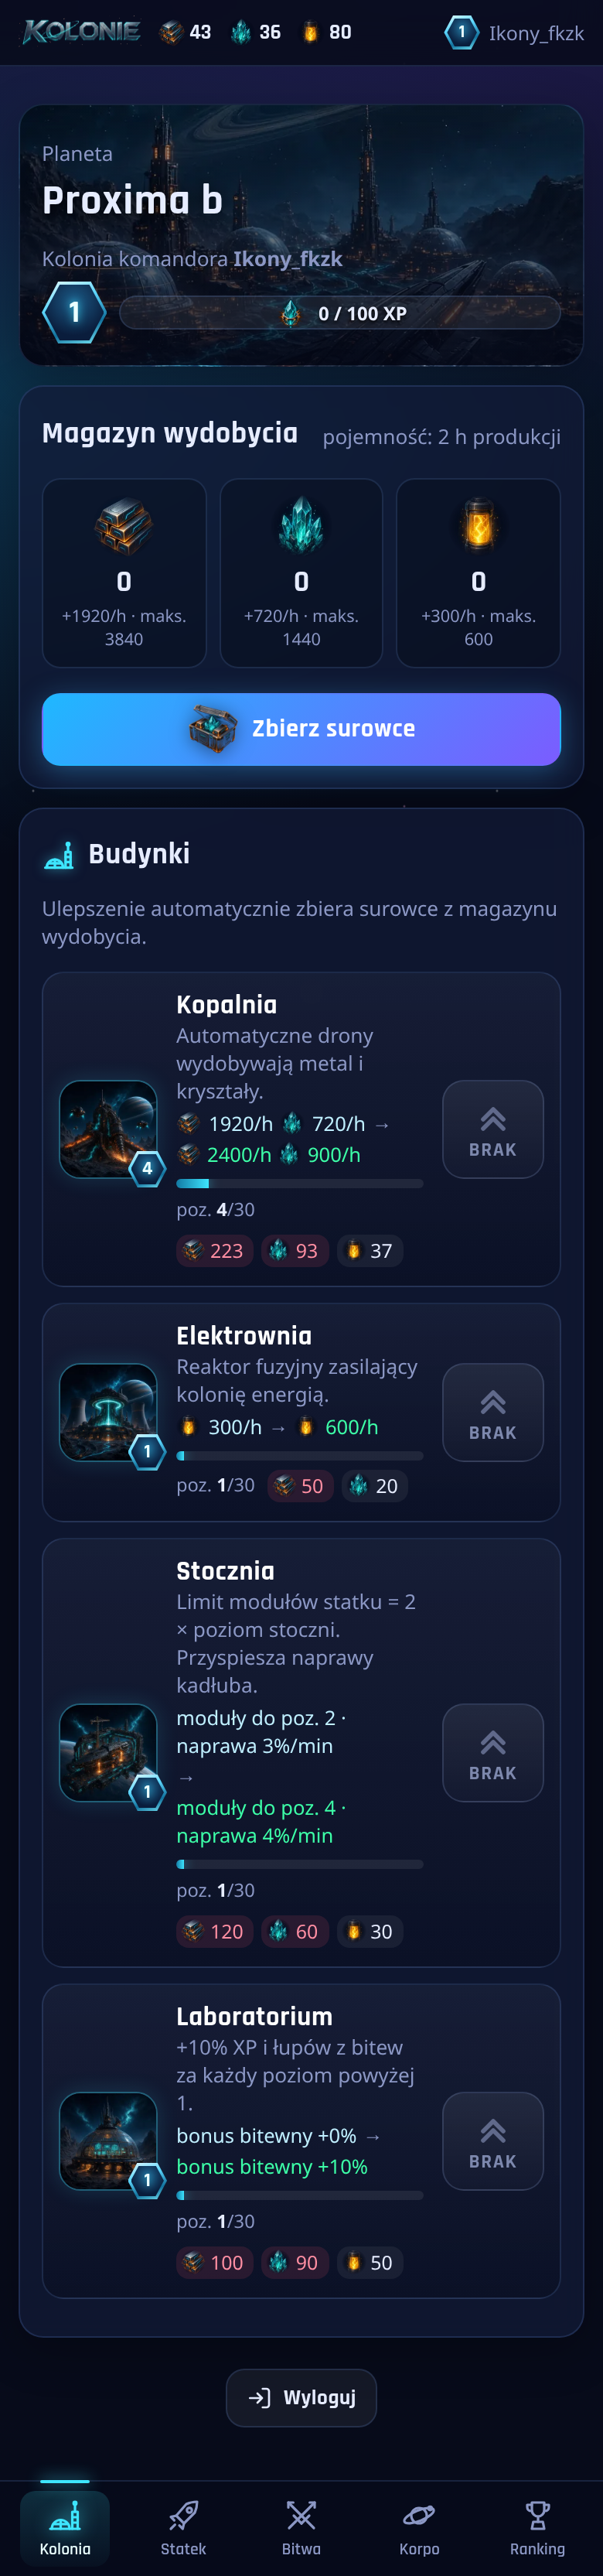 KOLONIE 43 36 80 1 Ikony_fkzk
Planeta
Proxima b
Kolonia komandora Ikony_fkzk
1 0 / 100 XP
Magazyn wydobycia pojemność: 2 h produkcji
0 0 0
+1920/h · maks. +720/h · maks. +300/h · maks.
3840 1440 600
Zbierz surowce
Budynki
Ulepszenie automatycznie zbiera surowce z magazynu
wydobycia.
Kopalnia
Automatyczne drony
wydobywają metal i
kryształy.
1920/h 720/h →
2400/h 900/h
4
BRAK
poz. 4/30
223 93 37
Elektrownia
Reaktor fuzyjny zasilający
kolonię energią.
300/h → 600/h
1
BRAK
poz. 1/30 50 20
Stocznia
Limit modułów statku = 2
× poziom stoczni.
Przyspiesza naprawy
kadłuba.
moduły do poz. 2 ·
naprawa 3%/min
→
moduły do poz. 4 ·
naprawa 4%/min
1
BRAK
poz. 1/30
120 60 30
Laboratorium
+10% XP i łupów z bitew
za każdy poziom powyżej
1.
bonus bitewny +0% →
bonus bitewny +10%
1
BRAK
poz. 1/30
100 90 50
Wyloguj
Kolonia Statek Bitwa Korpo Ranking